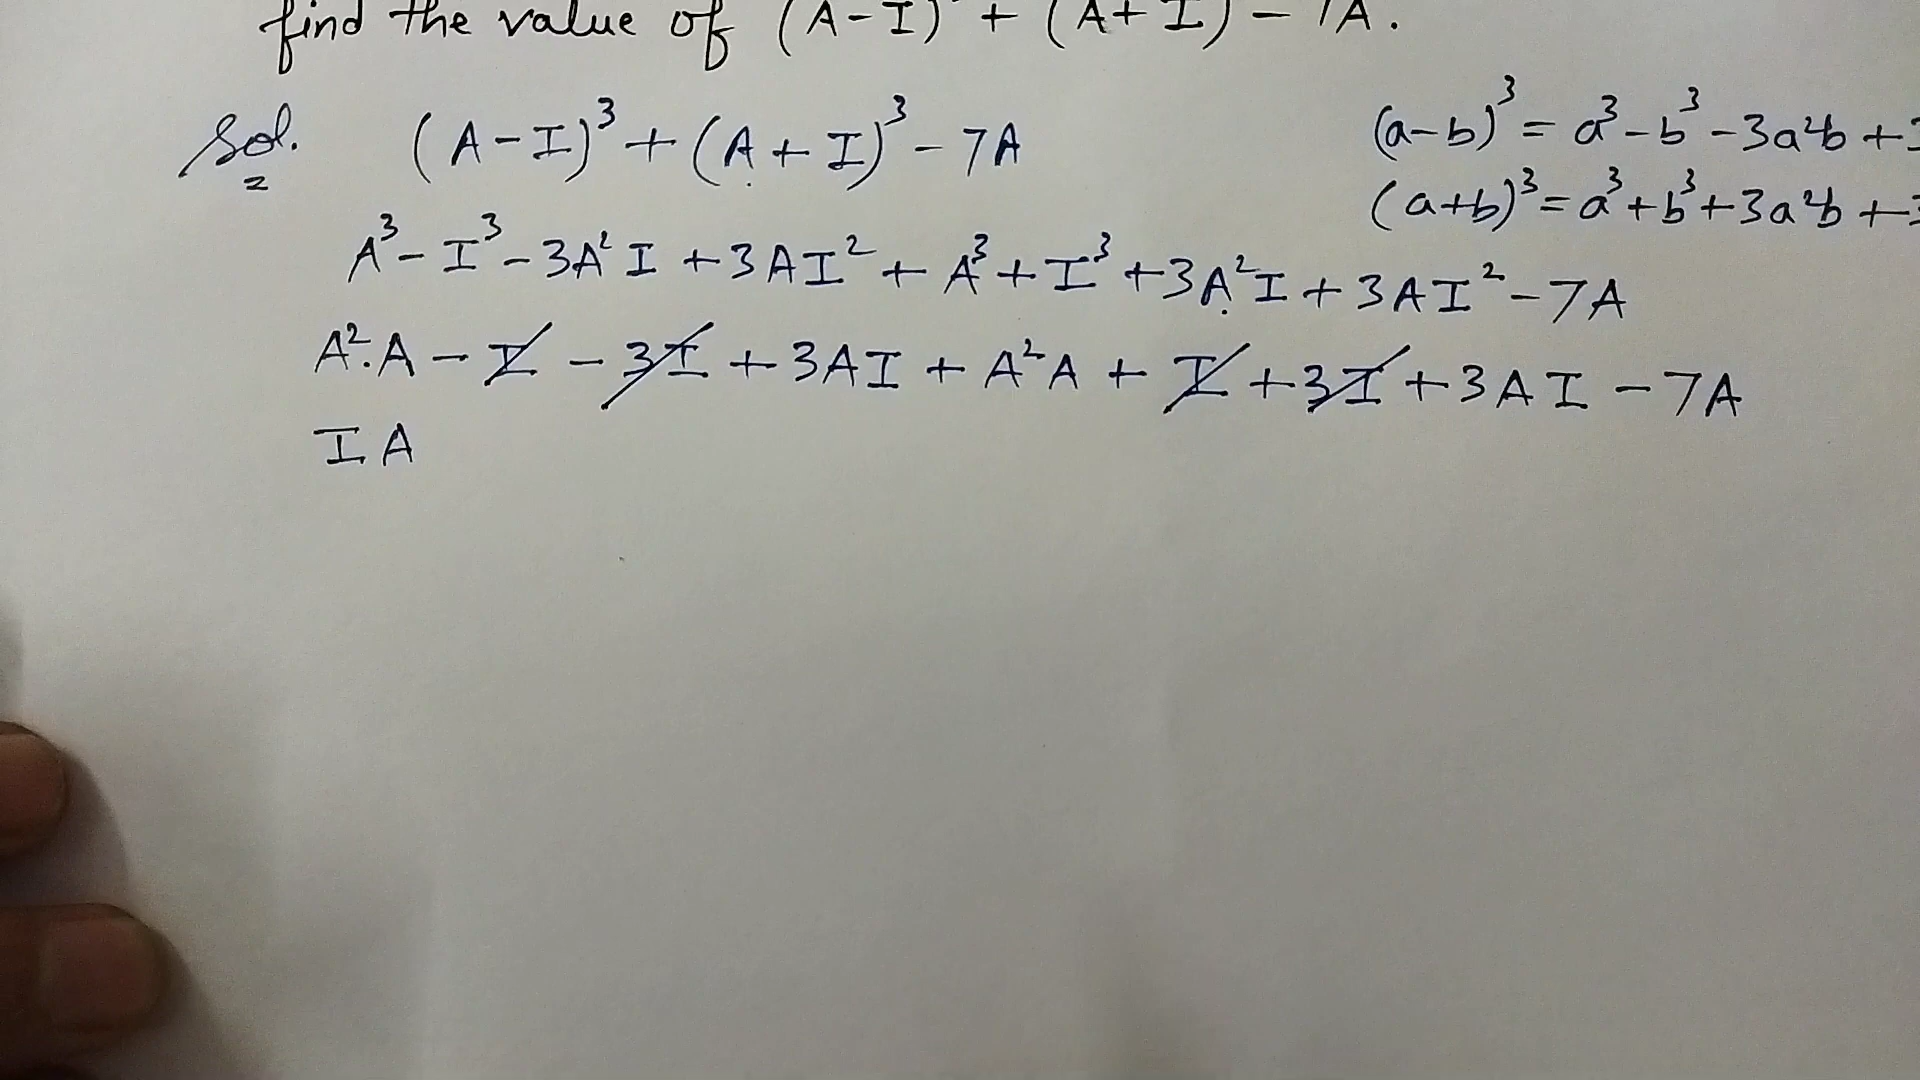 find the value of (A-I) + (A+I) - 7A.
Sol. (A-I)³ + (A+I)³ - 7A
(a-b)³ = a³-b³-3a²b+
(a+b)³ = a³+b³+3a²b+
A³ - I³ - 3A²I + 3AI² + A³ + I³ + 3A²I + 3AI² - 7A
A².A - I - 3I + 3AI + A²A + I + 3I + 3AI - 7A
IA